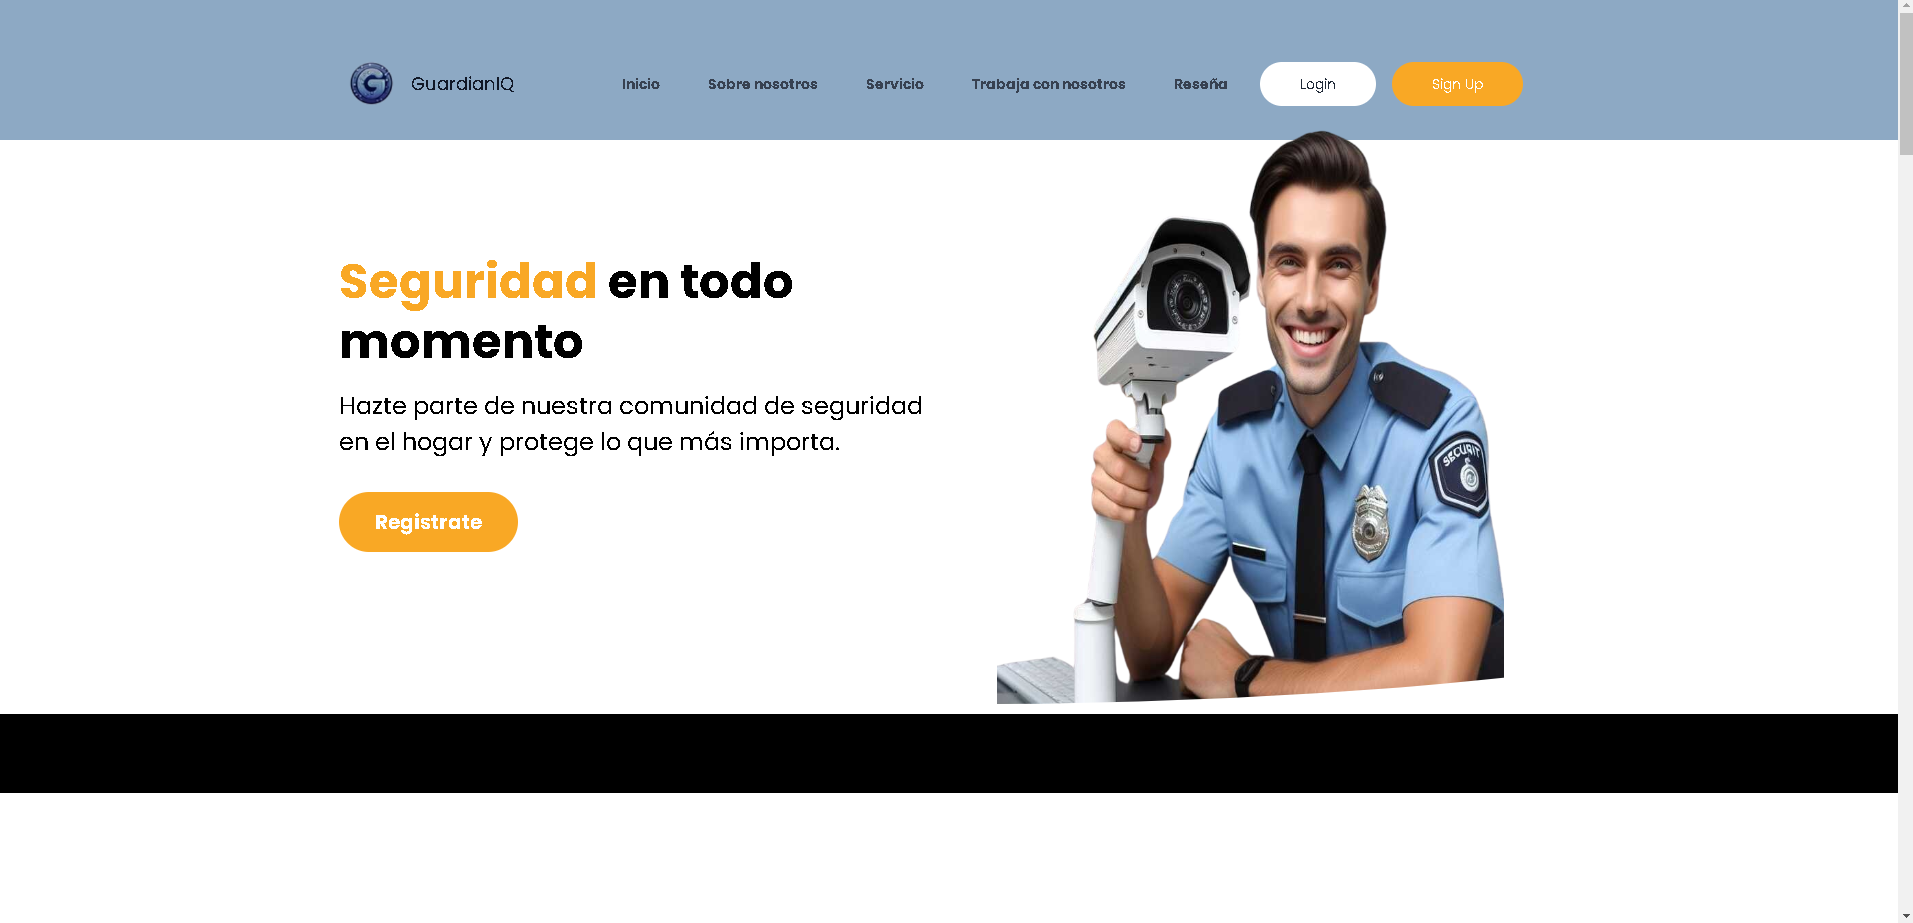 GuardianIQ
Inicio
Sobre nosotros
Servicio
Trabaja con nosotros
Reseña
Login
Sign Up
Seguridad en todo
momento
Hazte parte de nuestra comunidad de seguridad
en el hogar y protege lo que más importa.
Registrate
SECURIT